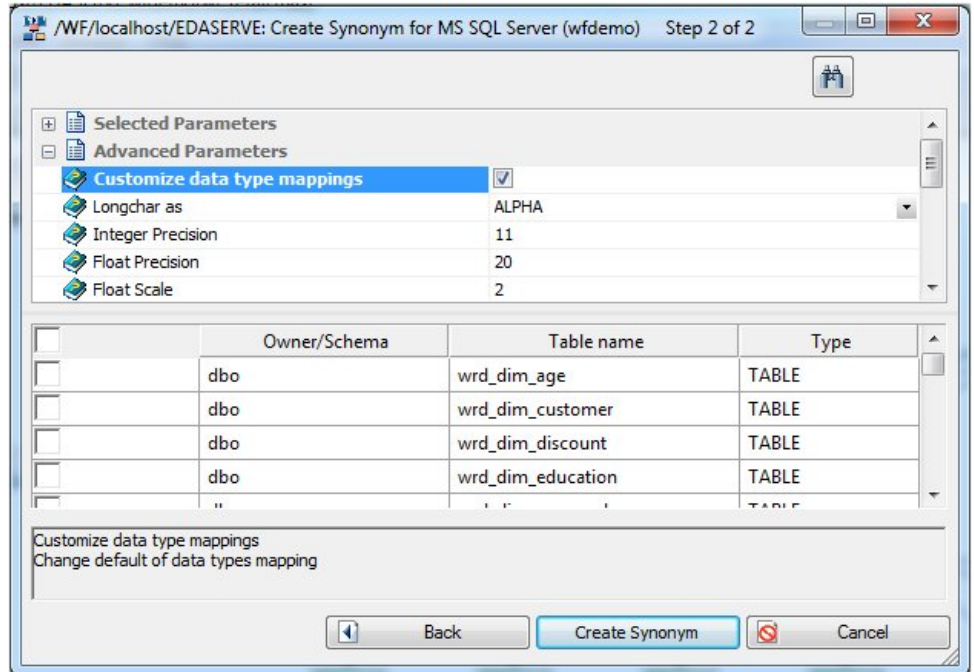 /WF/localhost/EDASERVE: Create Synonym for MS SQL Server (wfdemo) Step 2 of 2
Selected Parameters
Advanced Parameters
Customize data type mappings
Longchar as ALPHA
Integer Precision 11
Float Precision 20
Float Scale 2
Owner/Schema Table name Type
dbo wrd_dim_age TABLE
dbo wrd_dim_customer TABLE
dbo wrd_dim_discount TABLE
dbo wrd_dim_education TABLE
Customize data type mappings
Change default of data types mapping
Back Create Synonym Cancel